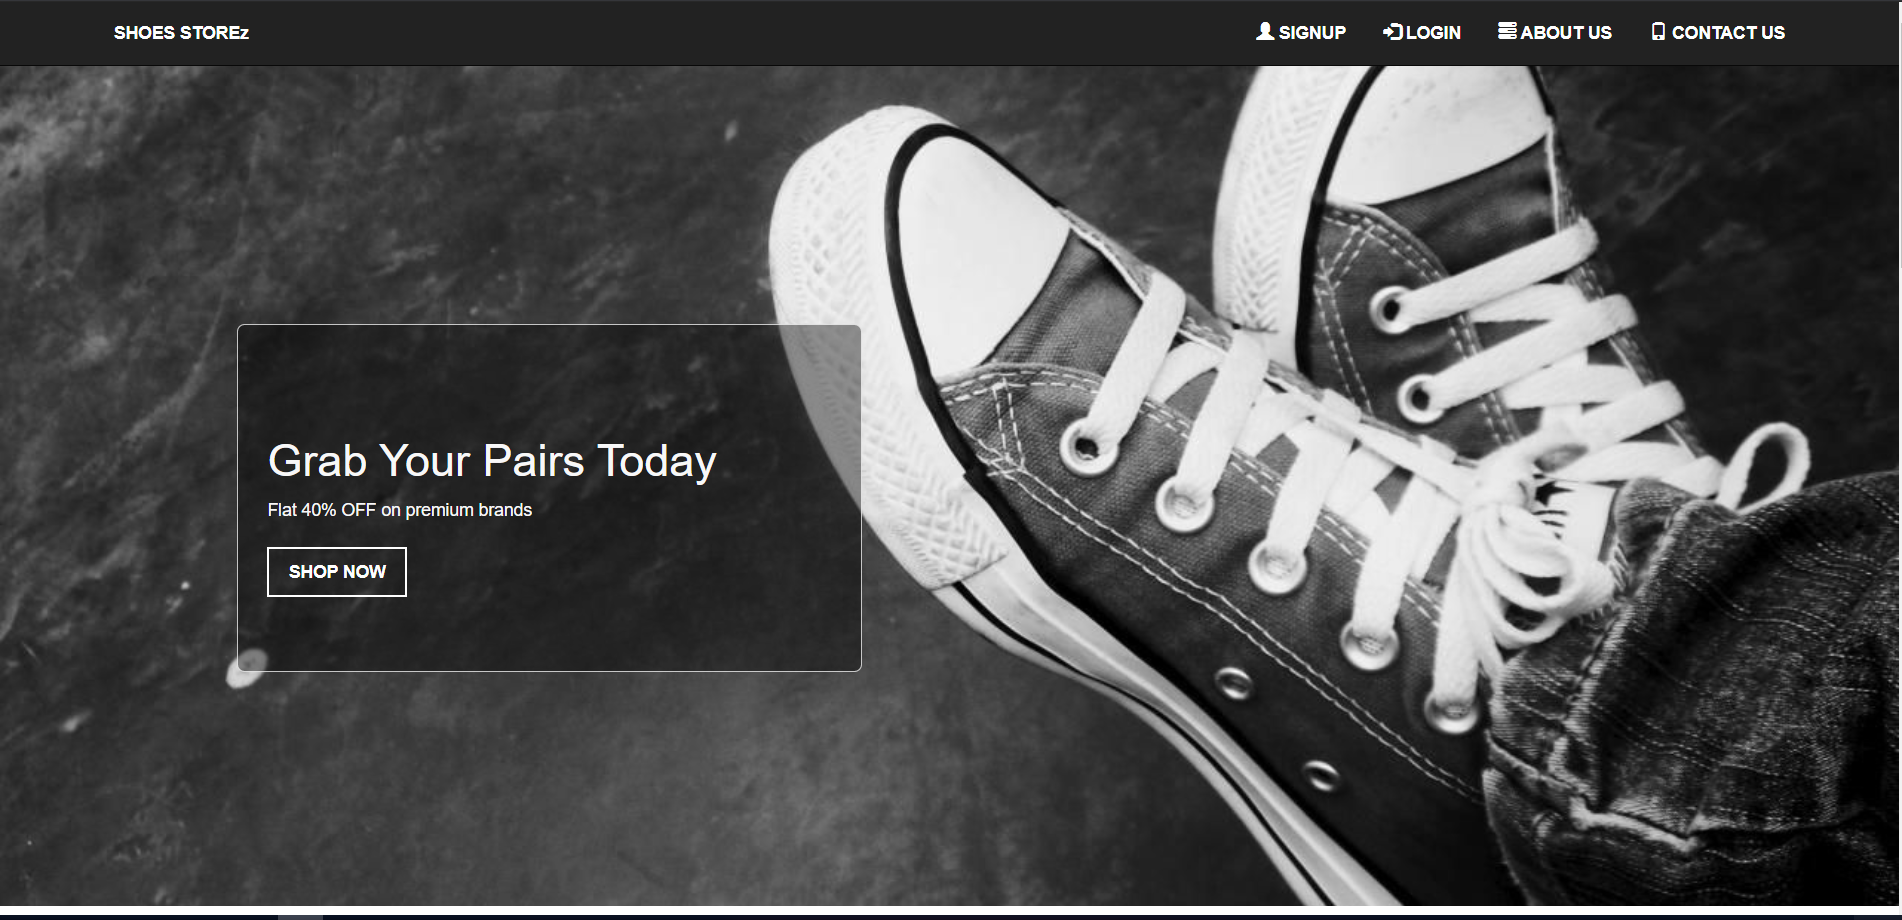 SHOES STOREz
SIGNUP LOGIN ABOUT US CONTACT US
Grab Your Pairs Today
Flat 40% OFF on premium brands
SHOP NOW